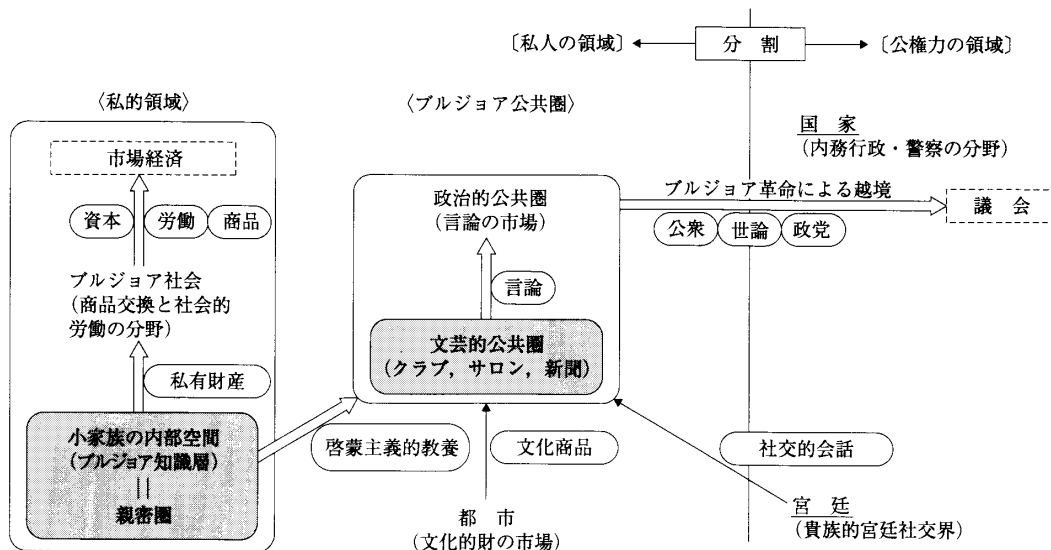 〔私人の領域〕
分 割
〔公権力の領域〕
〈私的領域〉
〈ブルジョア公共圏〉
国 家
(内務行政・警察の分野)
市場経済
資本
労働
商品
ブルジョア社会
(商品交換と社会的
労働の分野)
私有財産
小家族の内部空間
(ブルジョア知識層)
||
親密圏
政治的公共圏
(言論の市場)
言論
文芸的公共圏
(クラブ,サロン,新聞)
ブルジョア革命による越境
公衆
世論
政党
議 会
啓蒙主義的教養
文化商品
社交的会話
都 市
(文化的財の市場)
宮 廷
(貴族的宮廷社交界)